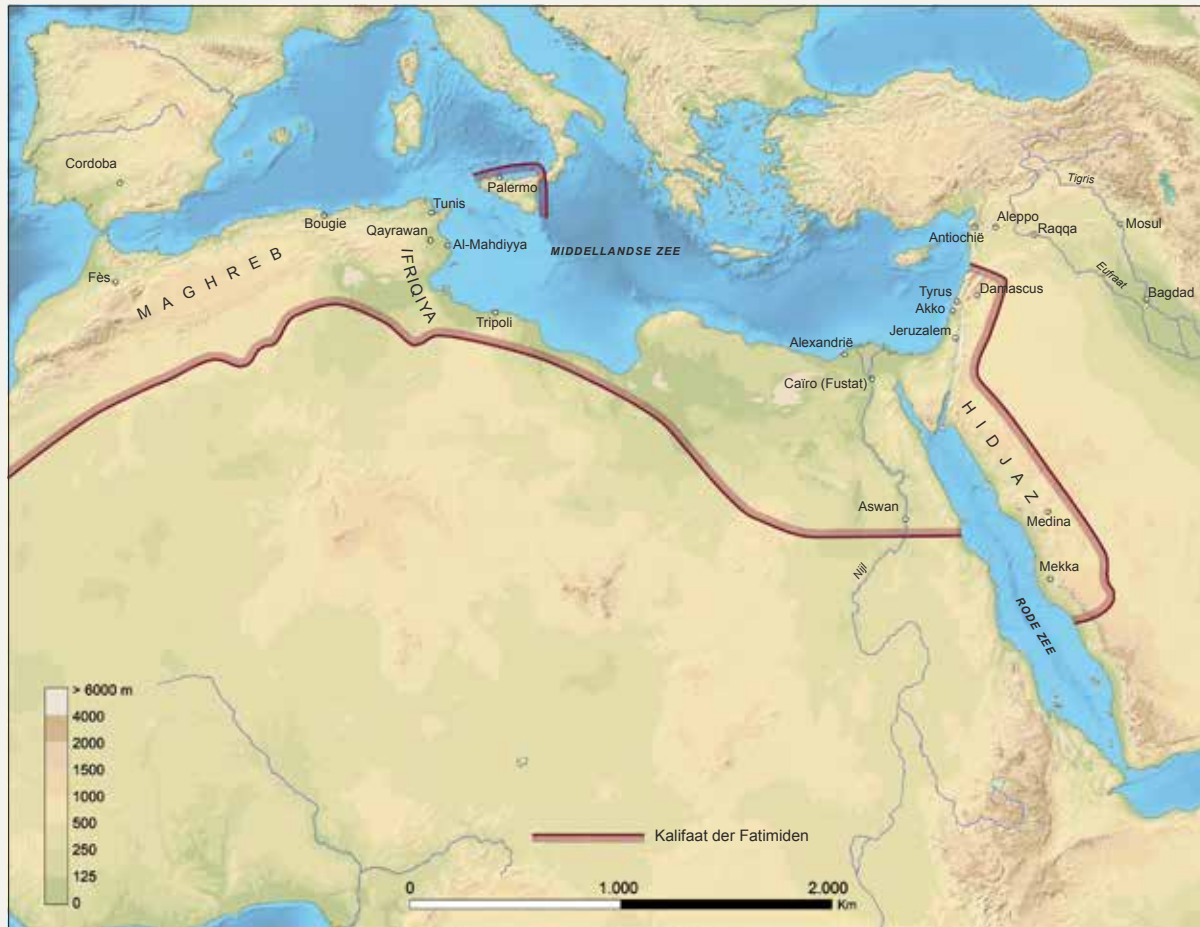 Cordoba
Palermo
Tunis
Bougie
Qayrawan
Al-Mahdiyya
Fès
MAGHREB
IFRIQIYA
Tripoli
MIDDELLANDSE ZEE
Tigris
Aleppo
Mosul
Antiochië
Raqqa
Eufraat
Bagdad
Tyrus
Damascus
Akko
Jeruzalem
Alexandrië
Caïro (Fustat)
HIDJAZ
Aswan
Medina
Nijl
Mekka
RODE ZEE
> 6000 m
4000
2000
1500
1000
500
250
125
0
Kalifaat der Fatimiden
0 1.000 2.000
Km